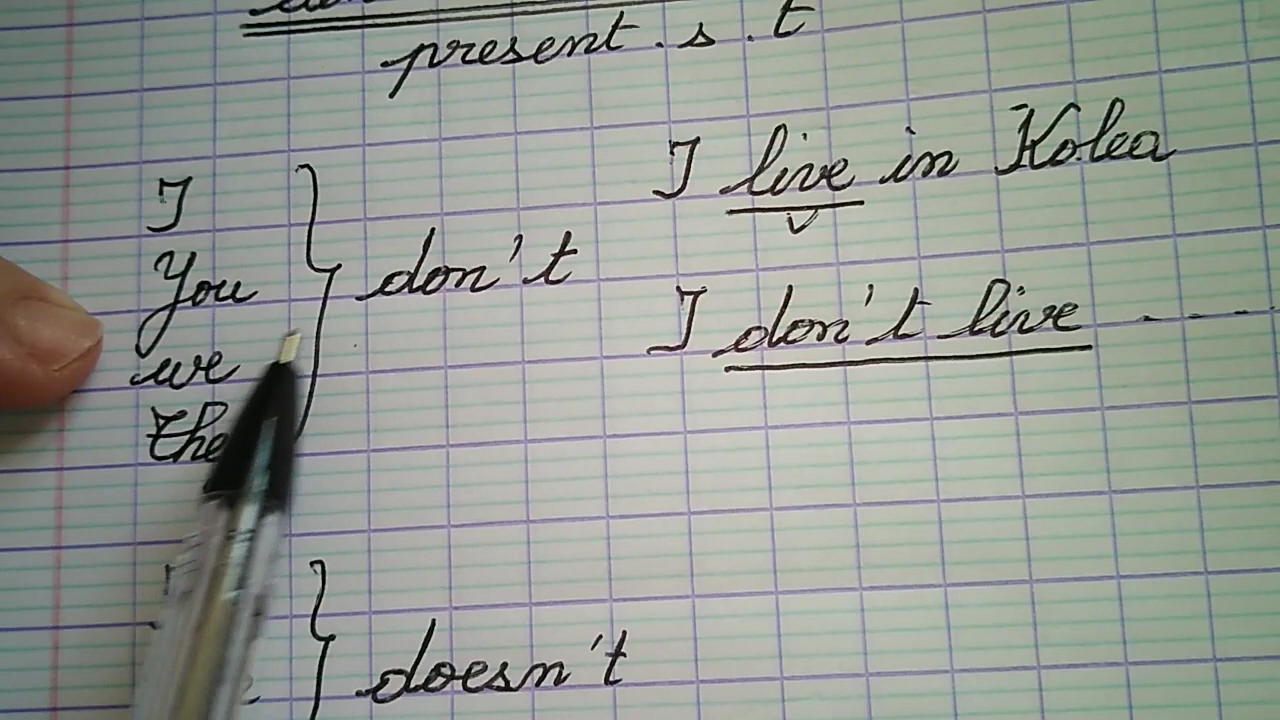 present . s . t
I
You
we
don't
I live in Kolea
v
I don't live - - - -
doesn't